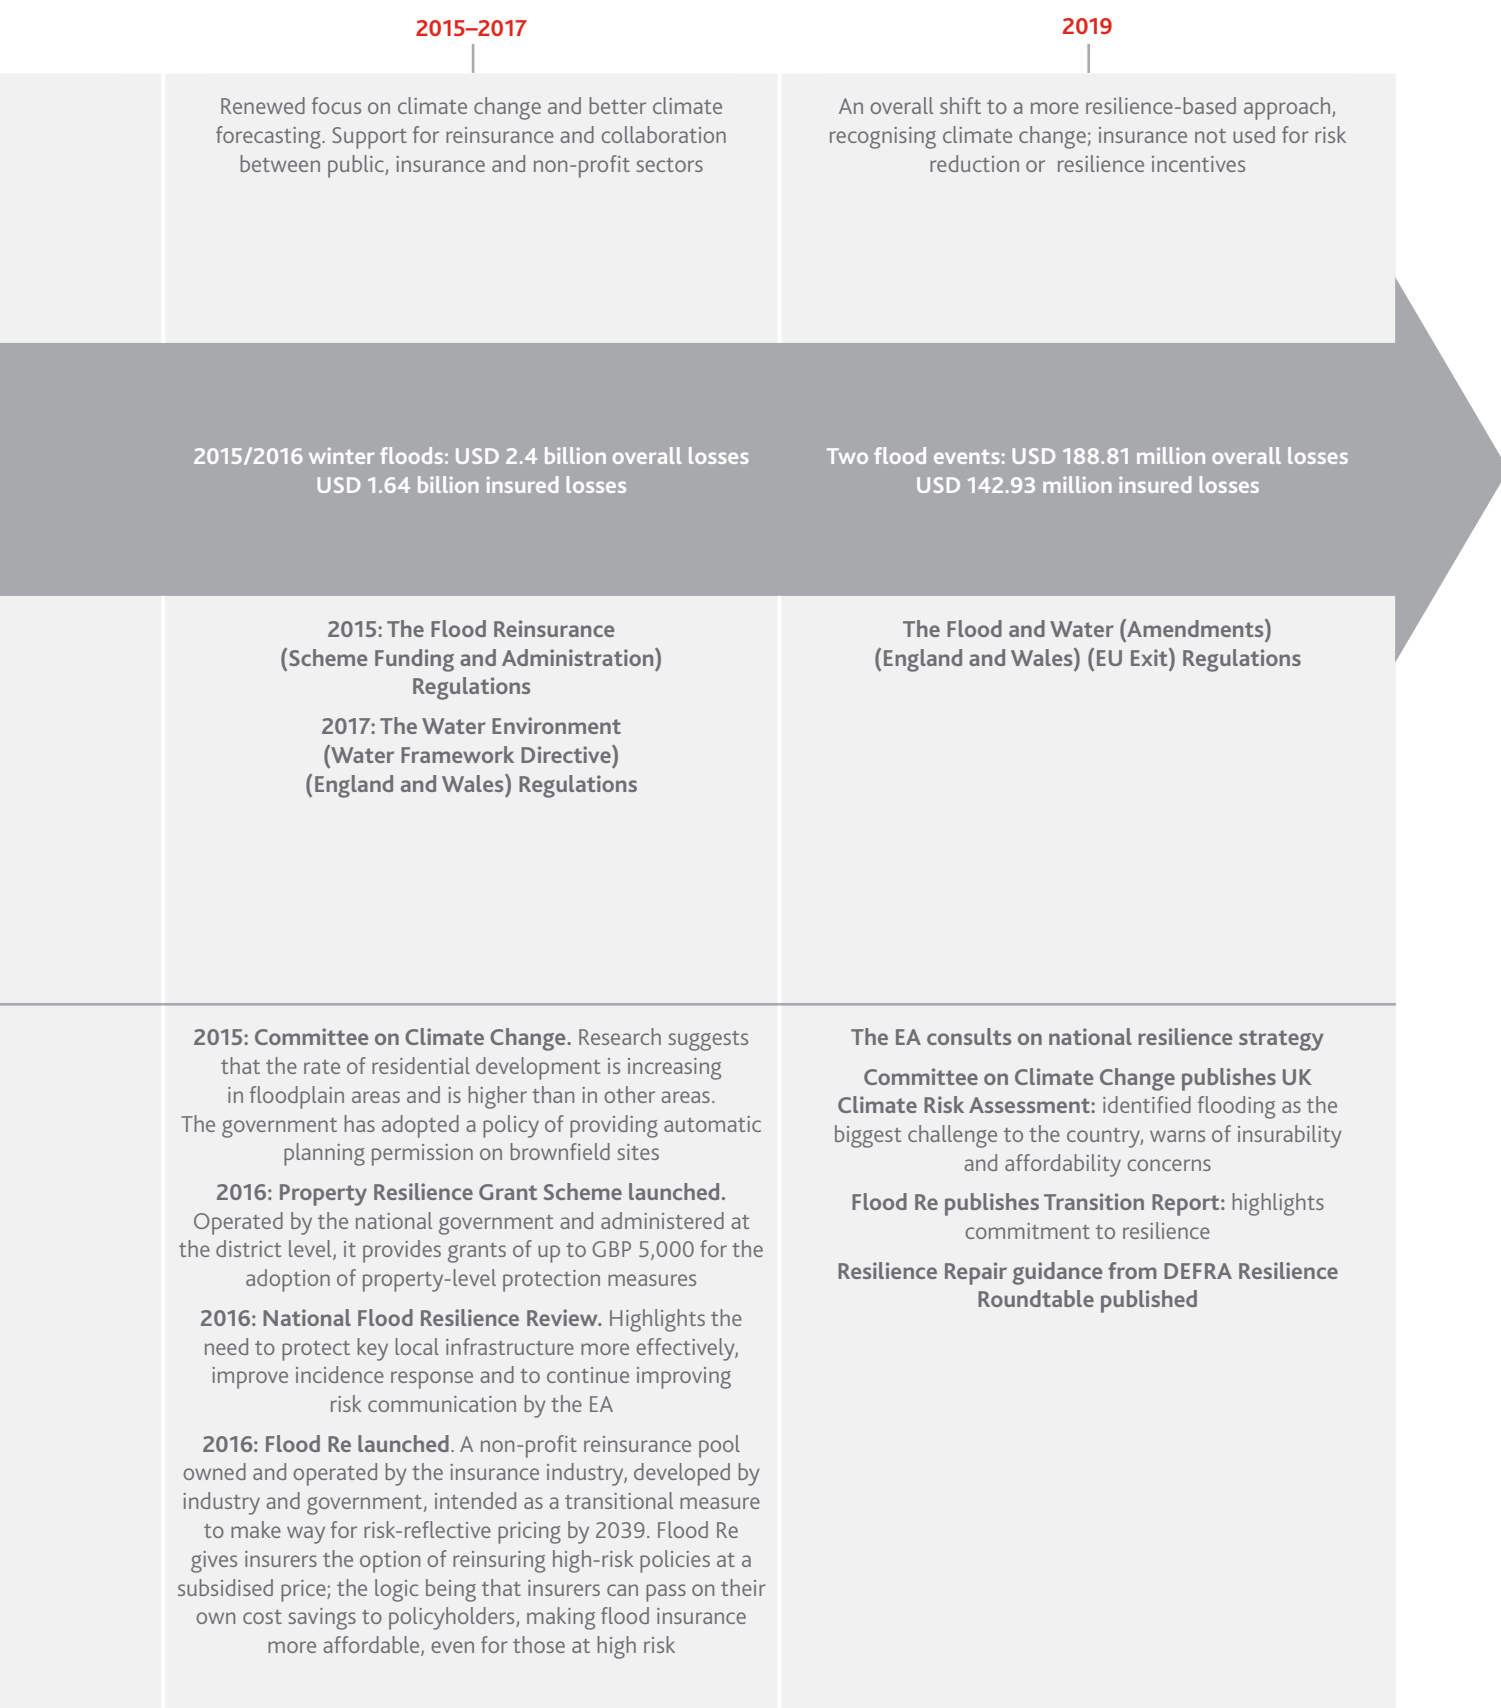 2015–2017
Renewed focus on climate change and better climate
forecasting. Support for reinsurance and collaboration
between public, insurance and non-profit sectors
2015/2016 winter floods: USD 2.4 billion overall losses
USD 1.64 billion insured losses
2015: The Flood Reinsurance
(Scheme Funding and Administration)
Regulations
2017: The Water Environment
(Water Framework Directive)
(England and Wales) Regulations
2015: Committee on Climate Change. Research suggests
that the rate of residential development is increasing
in floodplain areas and is higher than in other areas.
The government has adopted a policy of providing automatic
planning permission on brownfield sites
2016: Property Resilience Grant Scheme launched.
Operated by the national government and administered at
the district level, it provides grants of up to GBP 5,000 for the
adoption of property-level protection measures
2016: National Flood Resilience Review. Highlights the
need to protect key local infrastructure more effectively,
improve incidence response and to continue improving
risk communication by the EA
2016: Flood Re launched. A non-profit reinsurance pool
owned and operated by the insurance industry, developed by
industry and government, intended as a transitional measure
to make way for risk-reflective pricing by 2039. Flood Re
gives insurers the option of reinsuring high-risk policies at a
subsidised price; the logic being that insurers can pass on their
own cost savings to policyholders, making flood insurance
more affordable, even for those at high risk
2019
An overall shift to a more resilience-based approach,
recognising climate change; insurance not used for risk
reduction or resilience incentives
Two flood events: USD 188.81 million overall losses
USD 142.93 million insured losses
The Flood and Water (Amendments)
(England and Wales) (EU Exit) Regulations
The EA consults on national resilience strategy
Committee on Climate Change publishes UK
Climate Risk Assessment: identified flooding as the
biggest challenge to the country, warns of insurability
and affordability concerns
Flood Re publishes Transition Report: highlights
commitment to resilience
Resilience Repair guidance from DEFRA Resilience
Roundtable published